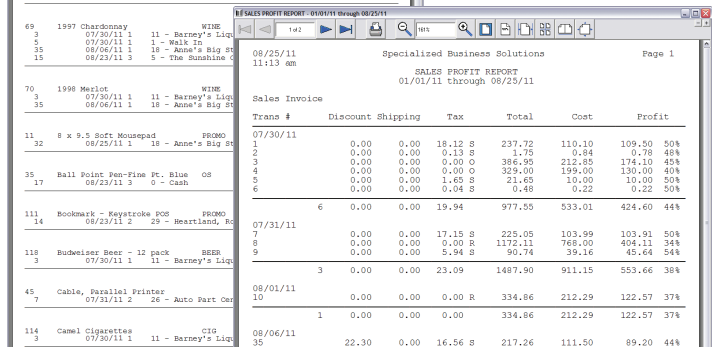 69 1997 Chardonnay WINE
3 07/30/11 1 11 - Barney's Liqu
5 07/30/11 1 1 - Walk In
35 08/06/11 1 18 - Anne's Big St
15 08/23/11 3 5 - The Sunshine C
70 1998 Merlot WINE
3 07/30/11 1 11 - Barney's Liqu
35 08/06/11 1 18 - Anne's Big St
11 8 x 9.5 Soft Mousepad PROMO
32 08/25/11 1 18 - Anne's Big St
35 Ball Point Pen-Fine Pt. Blue OS
17 08/23/11 3 0 - Cash
111 Bookmark - Keystroke POS PROMO
14 08/23/11 2 29 - Heartland, Ro
118 Budweiser Beer - 12 pack BEER
3 07/30/11 1 11 - Barney's Liqu
45 Cable, Parallel Printer
7 07/31/11 2 26 - Auto Part Cen
114 Camel Cigarettes CIG
3 07/30/11 1 11 - Barney's Liqu
SALES PROFIT REPORT - 01/01/11 through 08/25/11
1 of 2 161%
08/25/11 Specialized Business Solutions Page 1
11:13 am
SALES PROFIT REPORT
01/01/11 through 08/25/11
Sales Invoice
Trans # Discount Shipping Tax Total Cost Profit
07/30/11
1 0.00 0.00 18.12 S 237.72 110.10 109.50 50%
2 0.00 0.00 0.13 S 1.75 0.84 0.78 48%
3 0.00 0.00 0.00 O 386.95 212.85 174.10 45%
4 0.00 0.00 0.00 O 329.00 199.00 130.00 40%
5 0.00 0.00 1.65 S 21.65 10.00 10.00 50%
6 0.00 0.00 0.04 S 0.48 0.22 0.22 50%
6 0.00 0.00 19.94 977.55 533.01 424.60 44%
07/31/11
7 0.00 0.00 17.15 S 225.05 103.99 103.91 50%
8 0.00 0.00 0.00 R 1172.11 768.00 404.11 34%
9 0.00 0.00 5.94 S 90.74 39.16 45.64 54%
3 0.00 0.00 23.09 1487.90 911.15 553.66 38%
08/01/11
10 0.00 0.00 0.00 R 334.86 212.29 122.57 37%
1 0.00 0.00 0.00 334.86 212.29 122.57 37%
08/06/11
35 22.30 0.00 16.56 S 217.26 111.50 89.20 44%